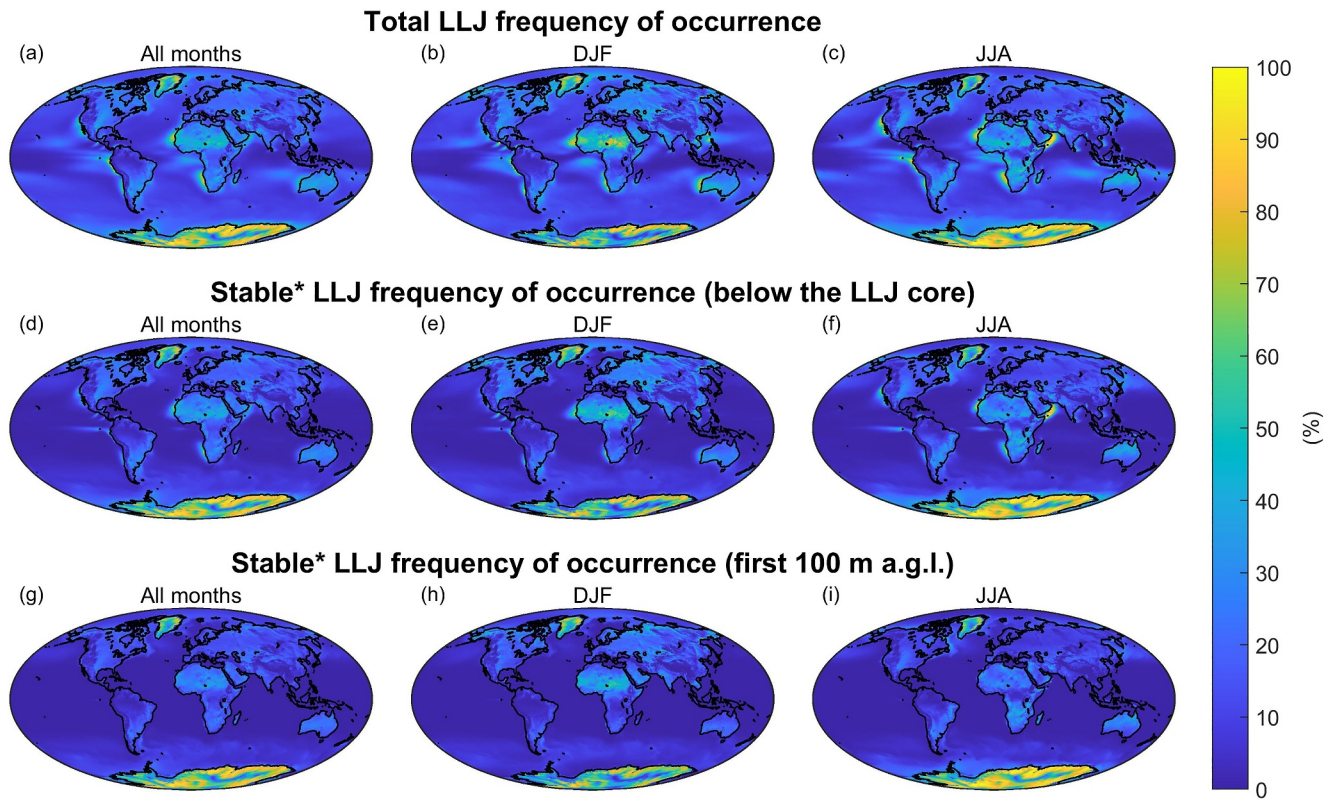 Total LLJ frequency of occurrence
(a) All months
(b) DJF
(c) JJA
Stable* LLJ frequency of occurrence (below the LLJ core)
(d) All months
(e) DJF
(f) JJA
Stable* LLJ frequency of occurrence (first 100 m a.g.l.)
(g) All months
(h) DJF
(i) JJA
100
90
80
70
60
50
40
30
20
10
0
(%)